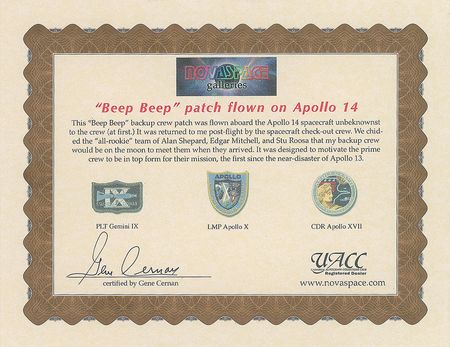 NOVASPACE
galleries
"Beep Beep" patch flown on Apollo 14
This "Beep Beep" backup crew patch was flown aboard the Apollo 14 spacecraft unbeknownst
to the crew (at first.) It was returned to me post-flight by the spacecraft check-out crew. We chid-
ed the "all-rookie" team of Alan Shepard, Edgar Mitchell, and Stu Roosa that my backup crew
would be on the moon to meet them when they arrived. It was designed to motivate the prime
crew to be in top form for their mission, the first since the near-disaster of Apollo 13.
IX
APOLLO
PLT Gemini IX
LMP Apollo X
CDR Apollo XVII
Gene Cernan
certified by Gene Cernan
UACC
Registered Dealer
www.novaspace.com